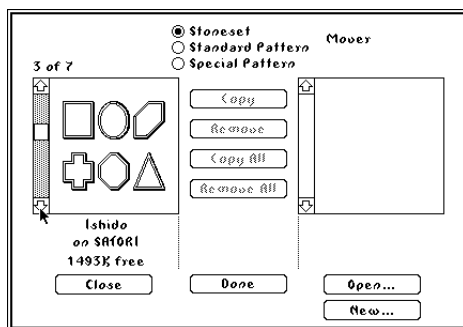 Stoneset
Standard Pattern
Special Pattern
Mover
3 of 7
Copy
Remove
Copy All
Remove All
Ishido
on SATORI
1493K free
Close
Done
Open...
New...